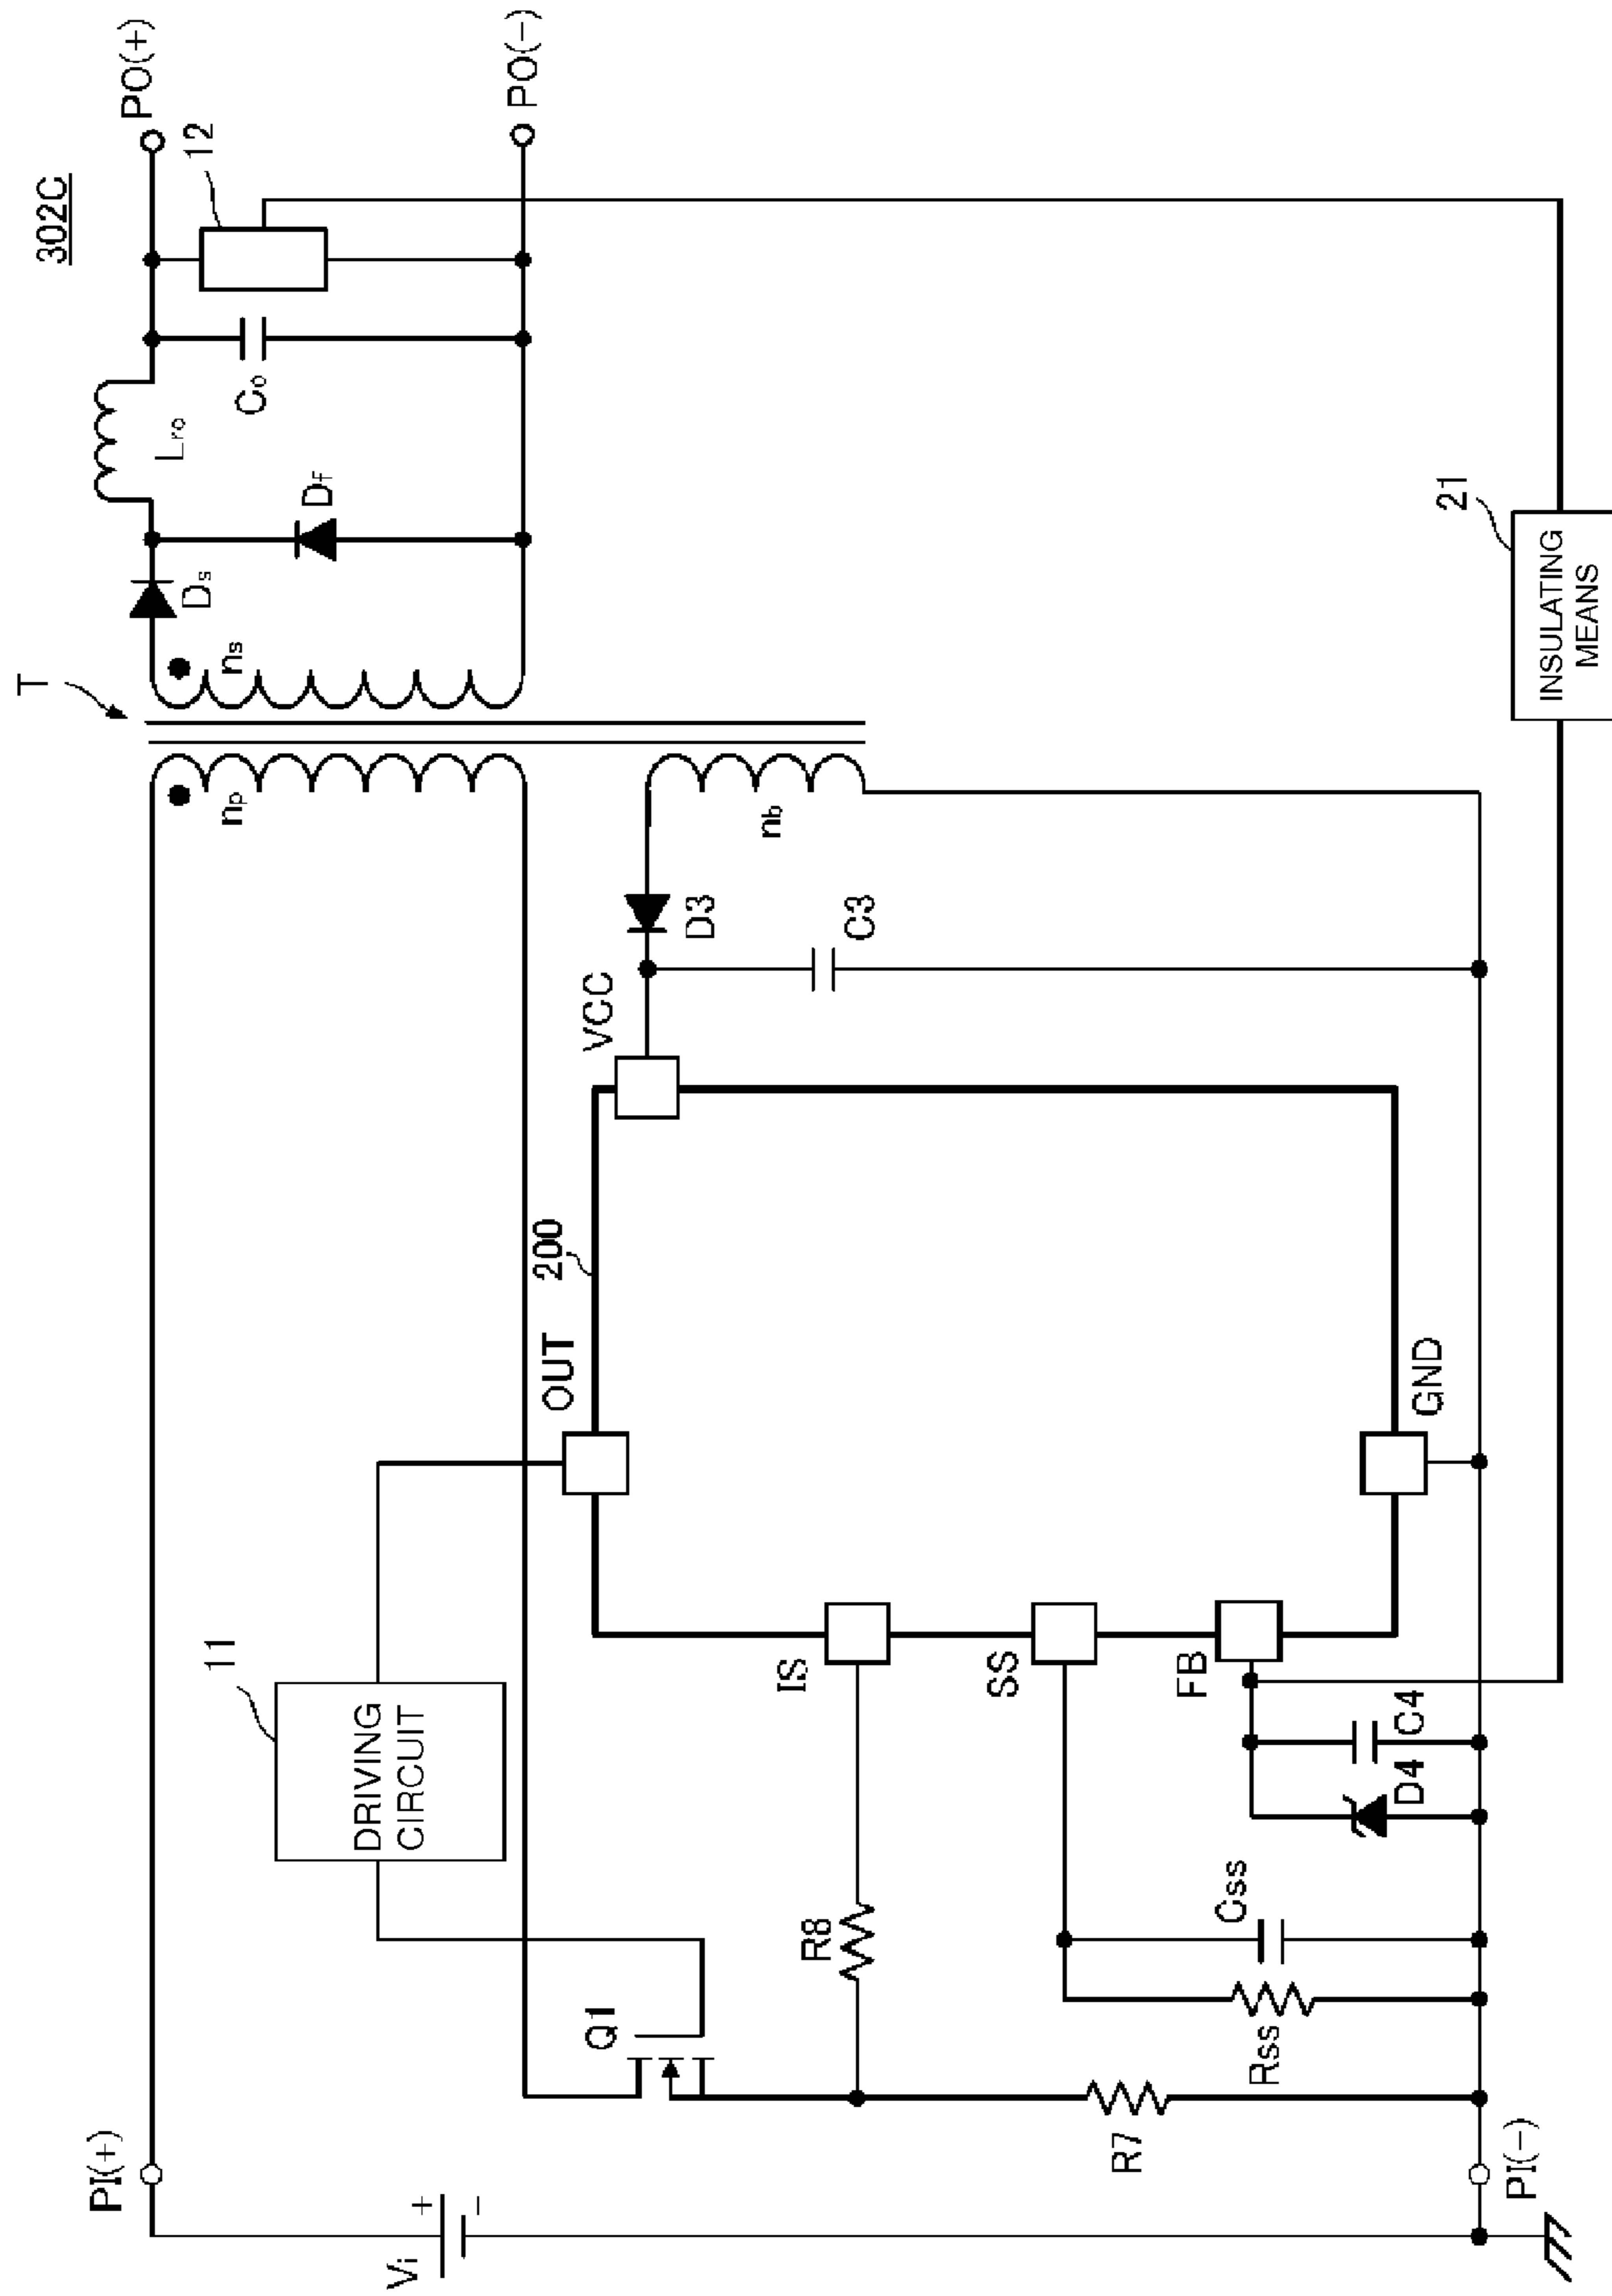 302C
T
PO(+)
PI(+)
Lro
11
12
Ds
np
ns
DRIVING
CIRCUIT
Co
Df
Vi
+
−
PO(−)
OUT
200
VCC
Q1
D3
nb
IS
R8
C3
SS
FB
R7
Rss
Css
D4
C4
GND
21
PI(−)
INSULATING
MEANS